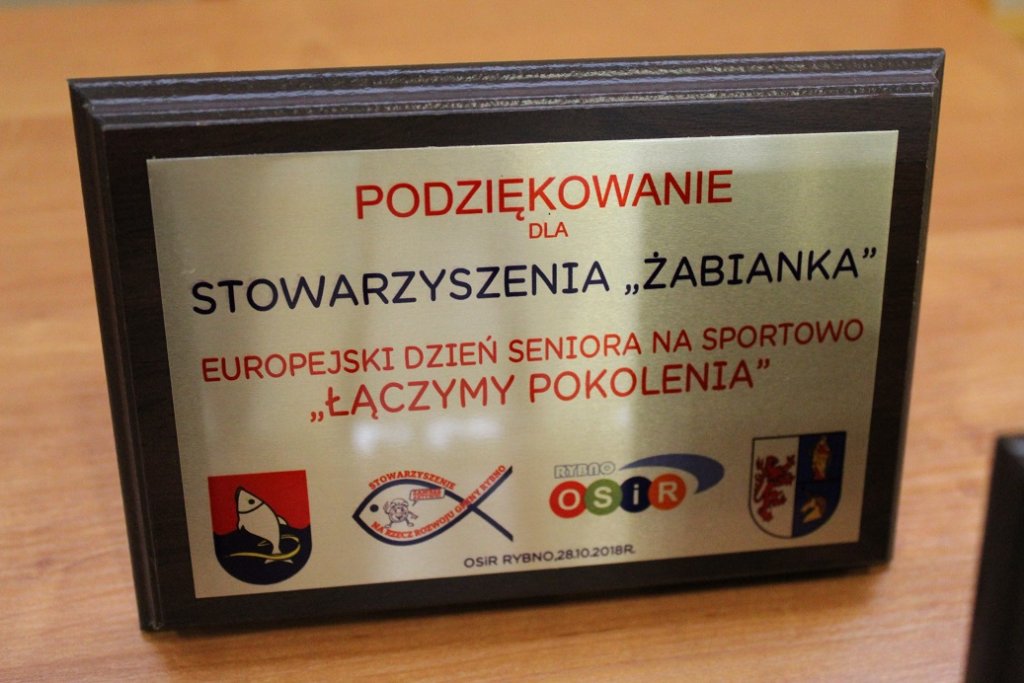 PODZIĘKOWANIE
DLA
STOWARZYSZENIA „ŻABIANKA”
EUROPEJSKI DZIEŃ SENIORA NA SPORTOWO
„ŁĄCZYMY POKOLENIA”
STOWARZYSZENIE
NA RZECZ ROZWOJU GMINY RYBNO
RYBNO
OSiR
OSiR RYBNO,28.10.2018R.